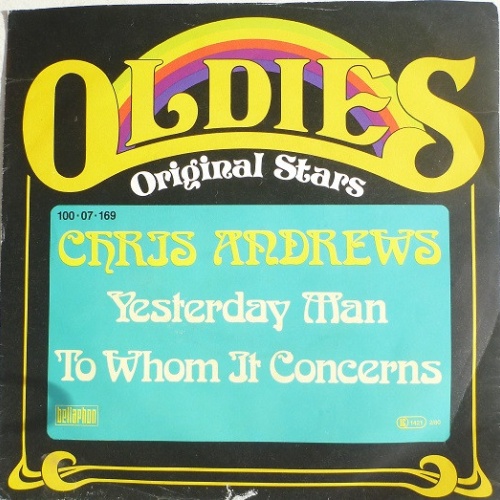 OLDIES
Original Stars
100·07·169
CHRIS ANDREWS
Yesterday Man
To Whom It Concerns
bellaphon